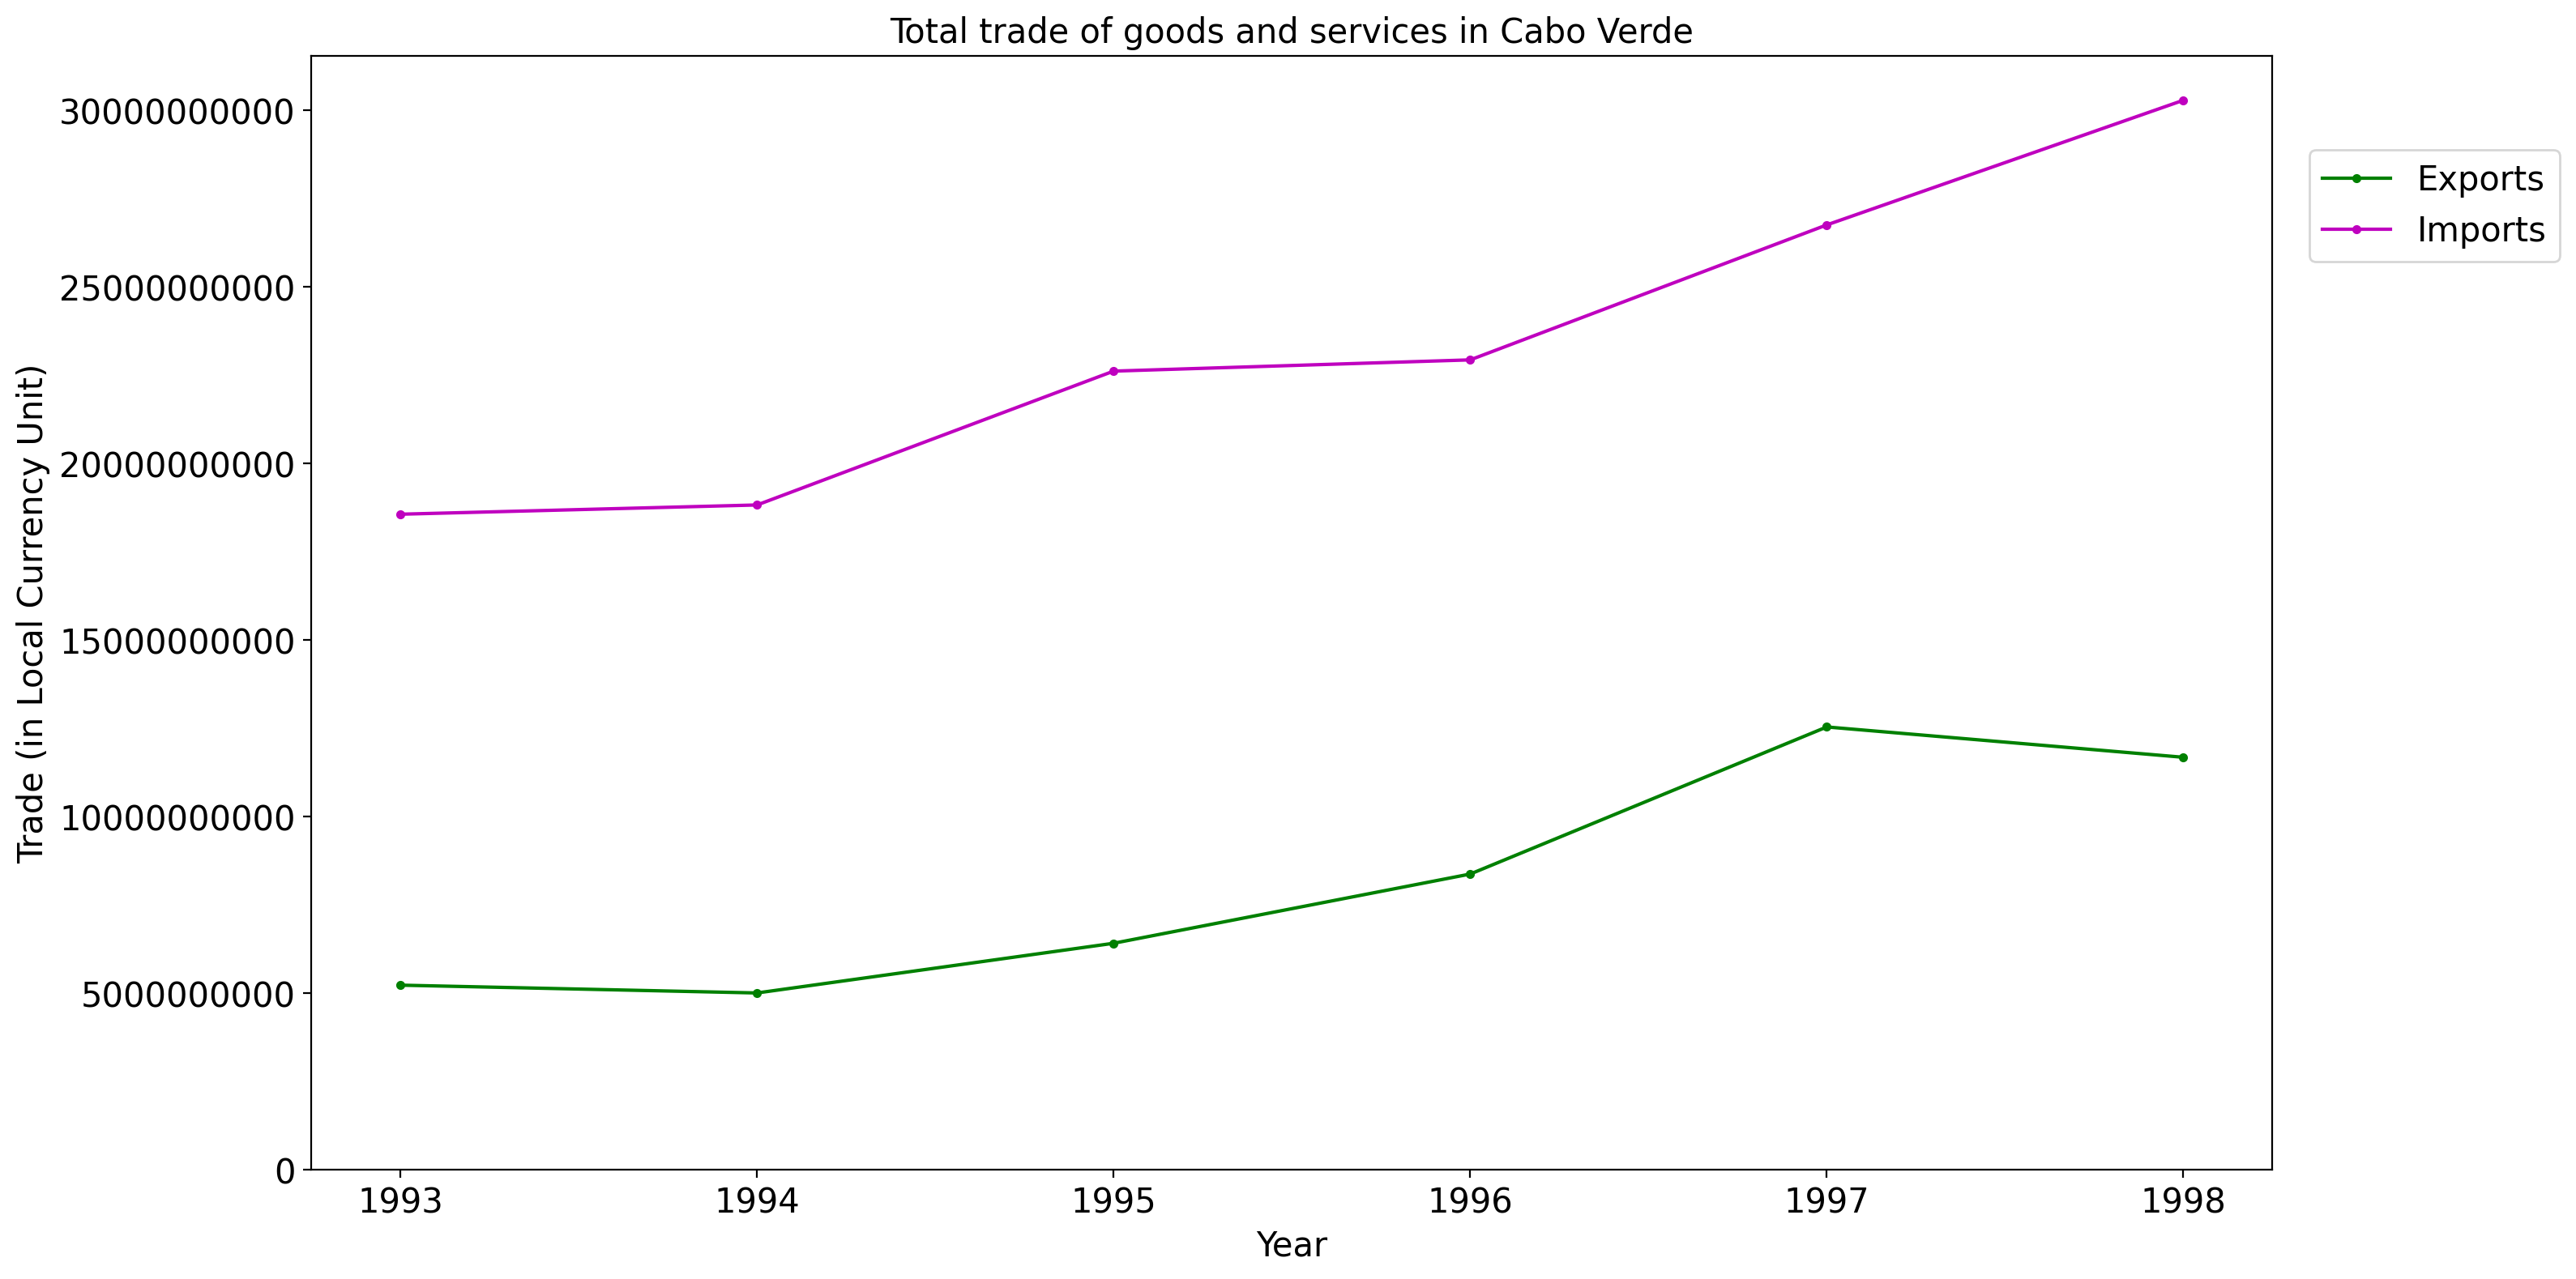 Total trade of goods and services in Cabo Verde
Trade (in Local Currency Unit)
30000000000
25000000000
20000000000
15000000000
10000000000
5000000000
0
1993 1994 1995 1996 1997 1998
Year
Exports
Imports